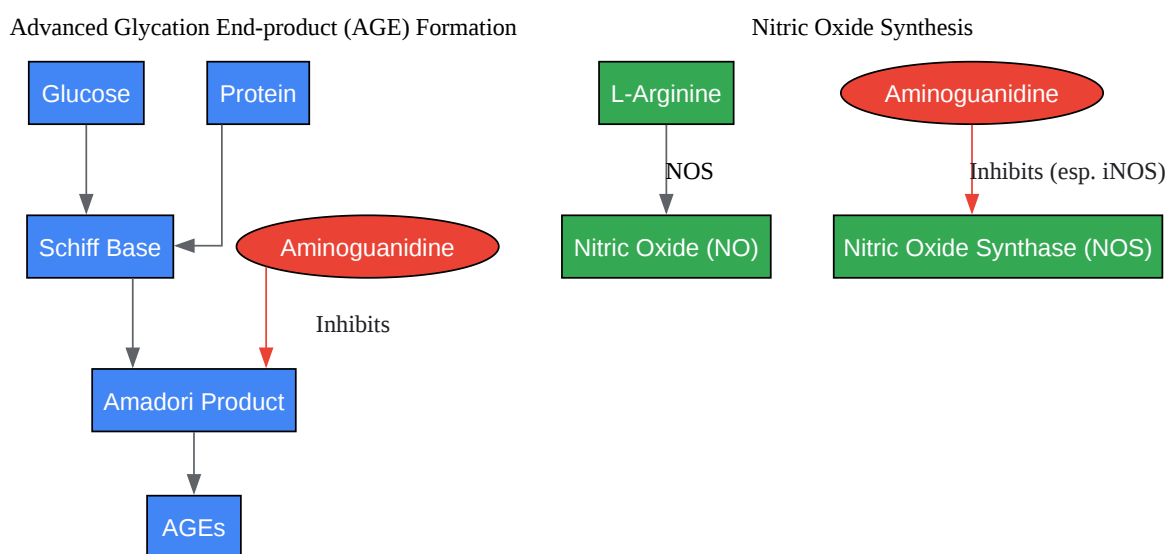 Advanced Glycation End-product (AGE) Formation
Glucose
Protein
Schiff Base
Aminoguanidine
Inhibits
Amadori Product
AGEs
Nitric Oxide Synthesis
L-Arginine
Aminoguanidine
NOS
Inhibits (esp. iNOS)
Nitric Oxide (NO)
Nitric Oxide Synthase (NOS)